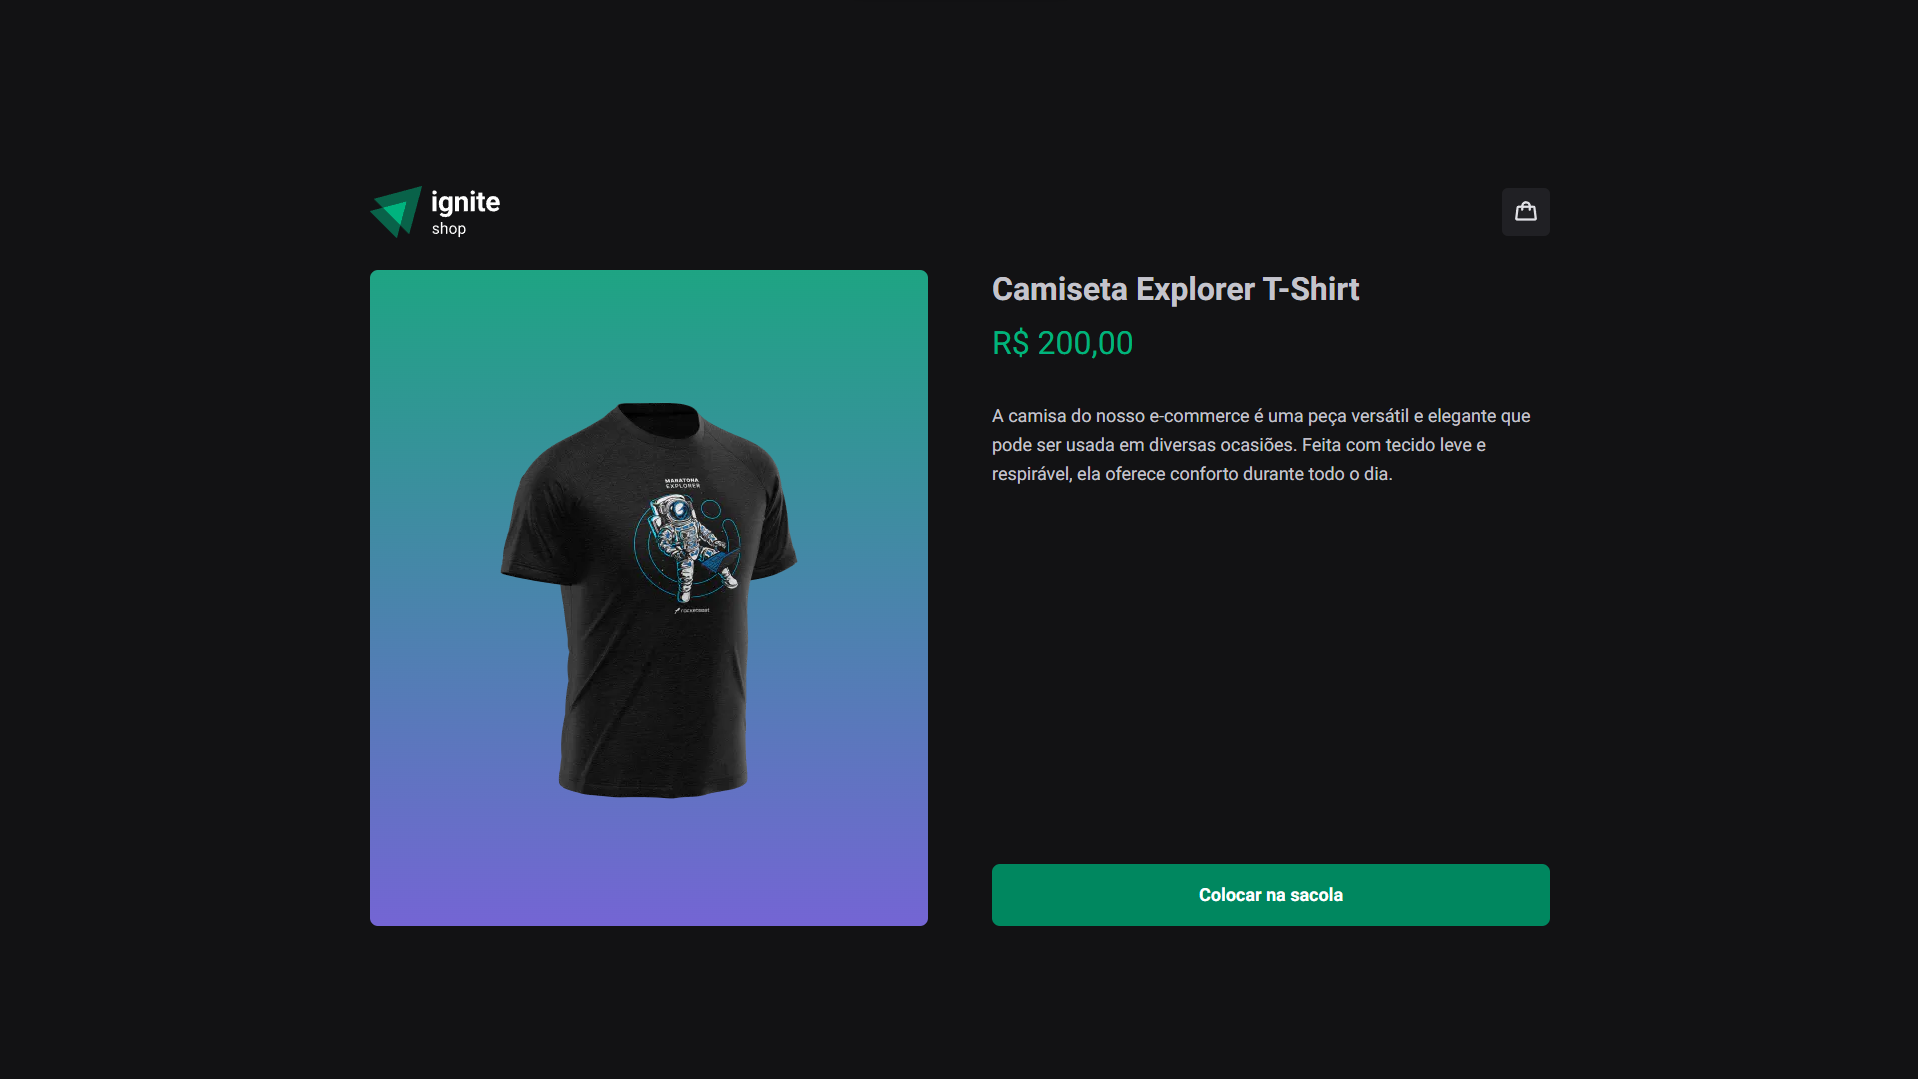 ignite
shop
Camiseta Explorer T-Shirt
R$ 200,00
A camisa do nosso e-commerce é uma peça versátil e elegante que
pode ser usada em diversas ocasiões. Feita com tecido leve e
respirável, ela oferece conforto durante todo o dia.
MARATONA
EXPLORER
rocketseat
Colocar na sacola